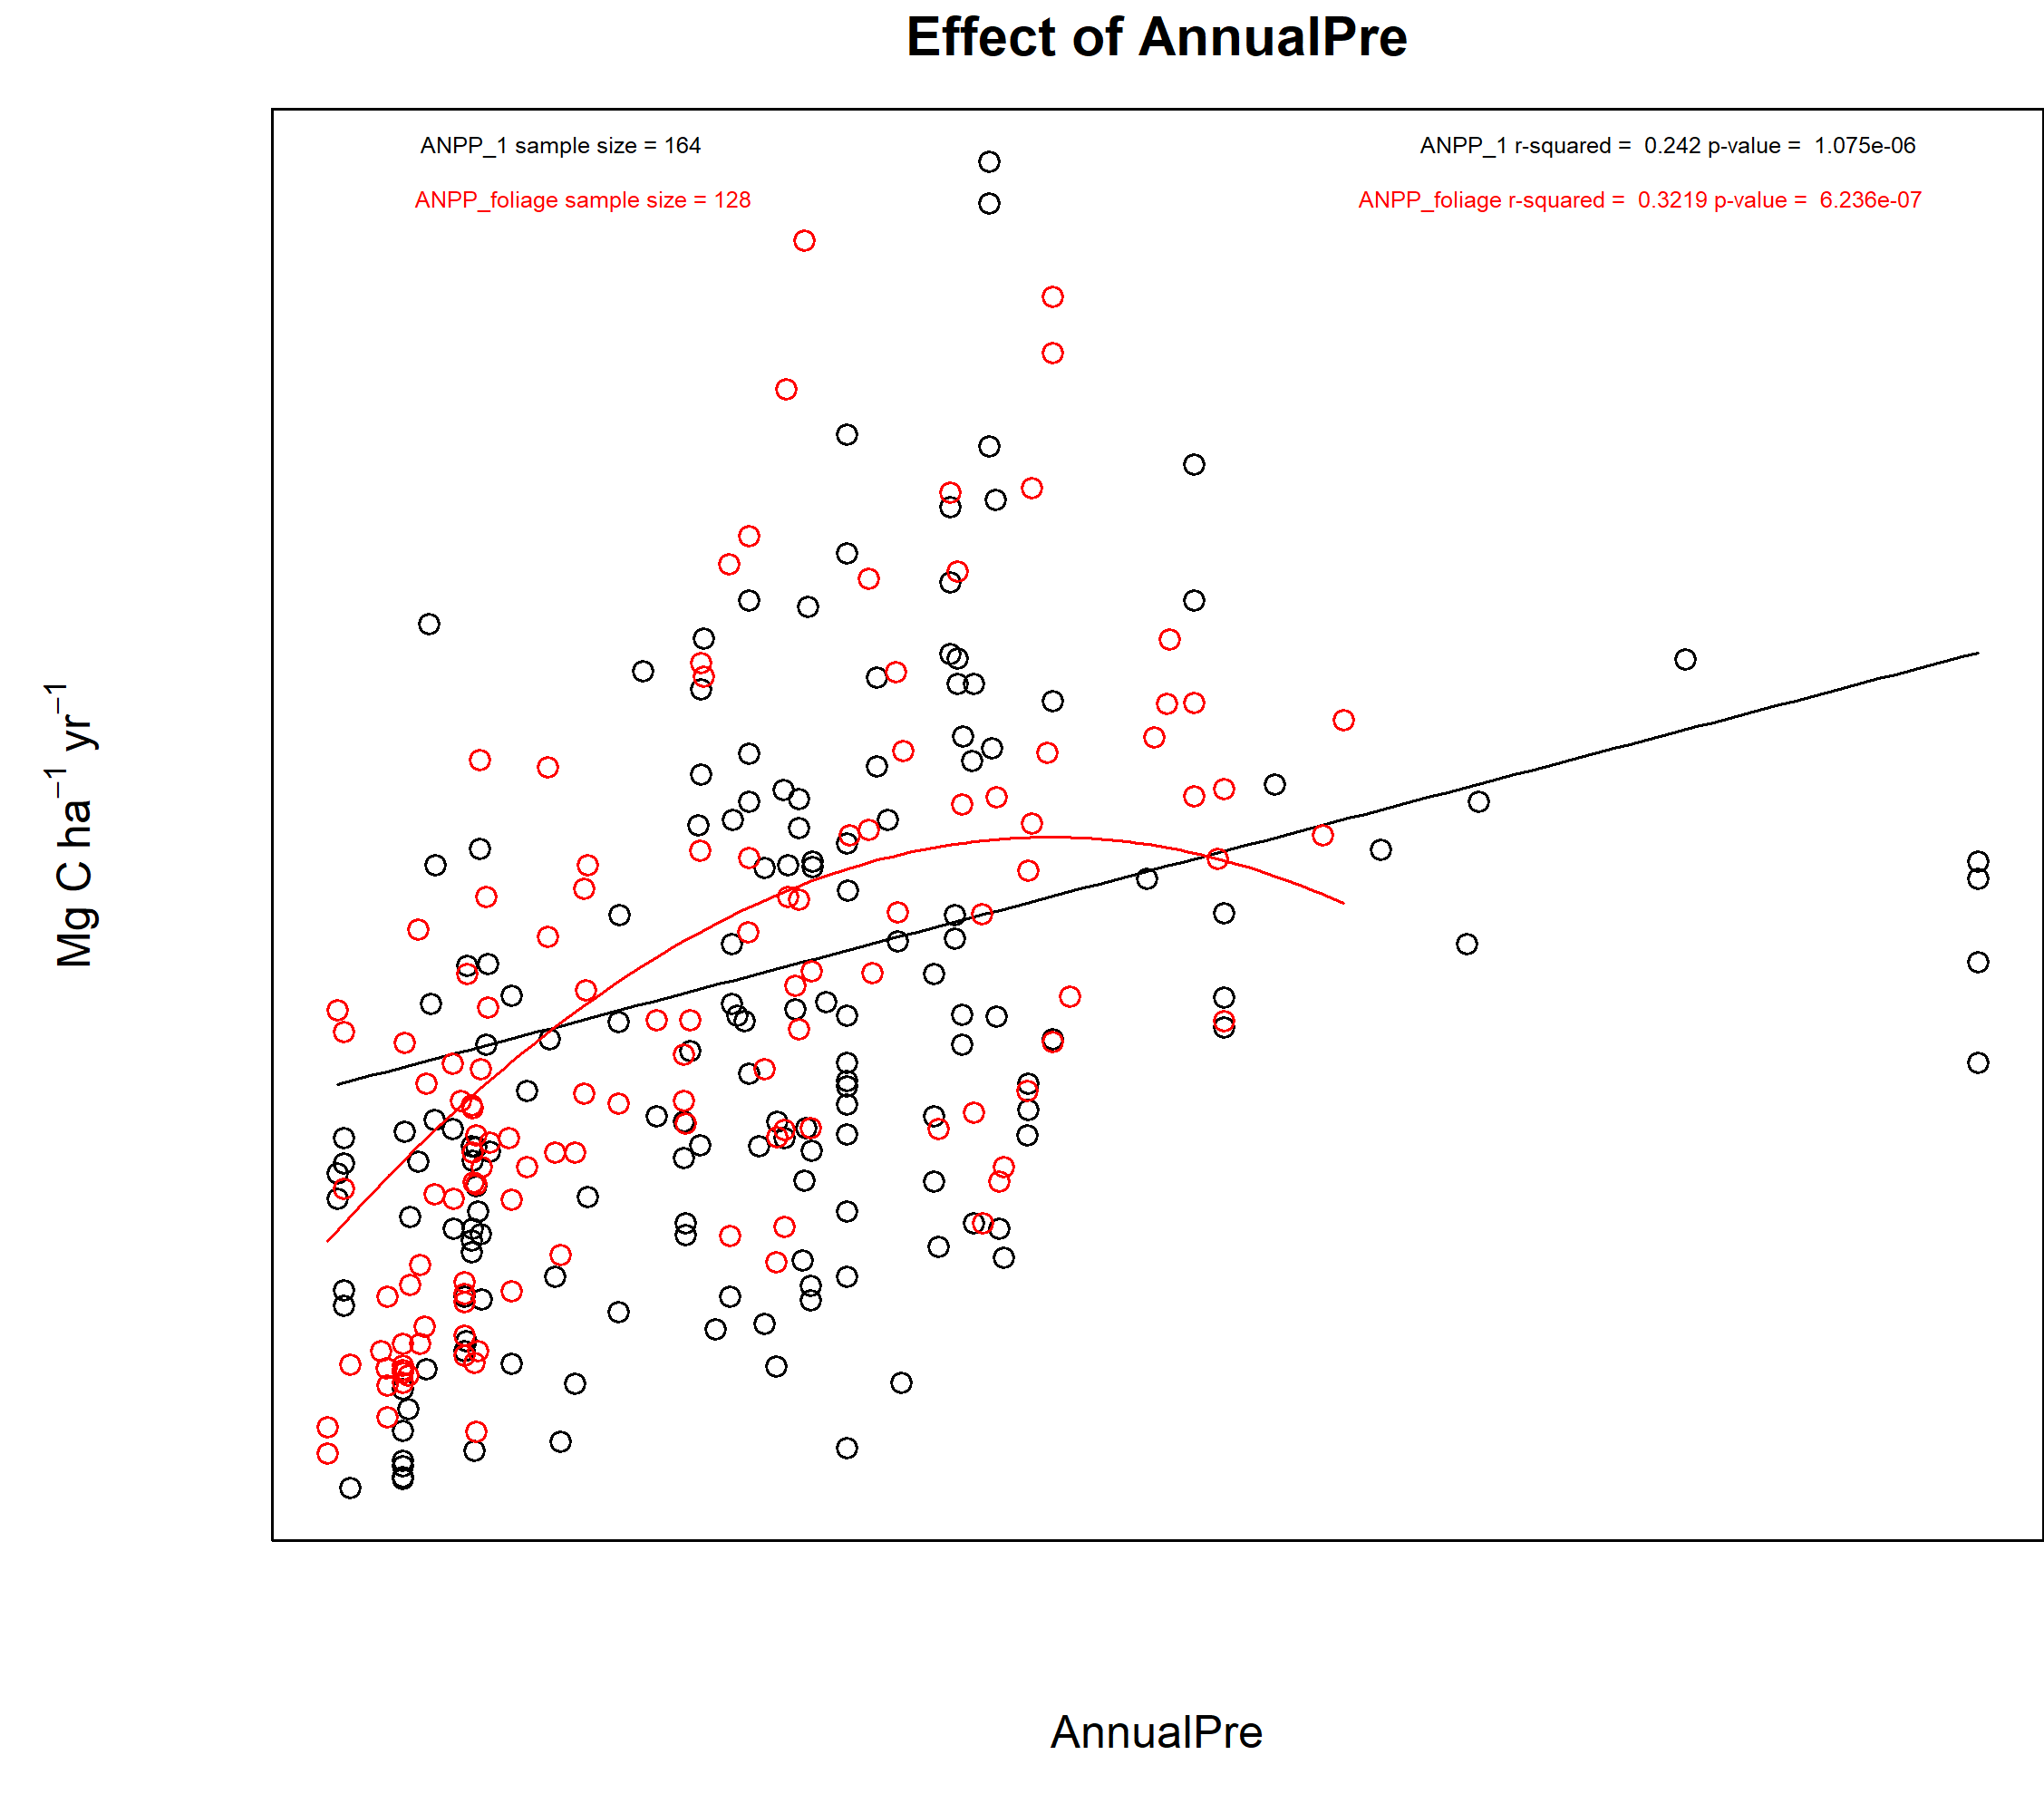 Effect of AnnualPre
ANPP_1 sample size = 164
ANPP_1 r-squared =  0.242 p-value =  1.075e-06
ANPP_foliage sample size = 128
ANPP_foliage r-squared =  0.3219 p-value =  6.236e-07
Mg C ha⁻¹ yr⁻¹
AnnualPre